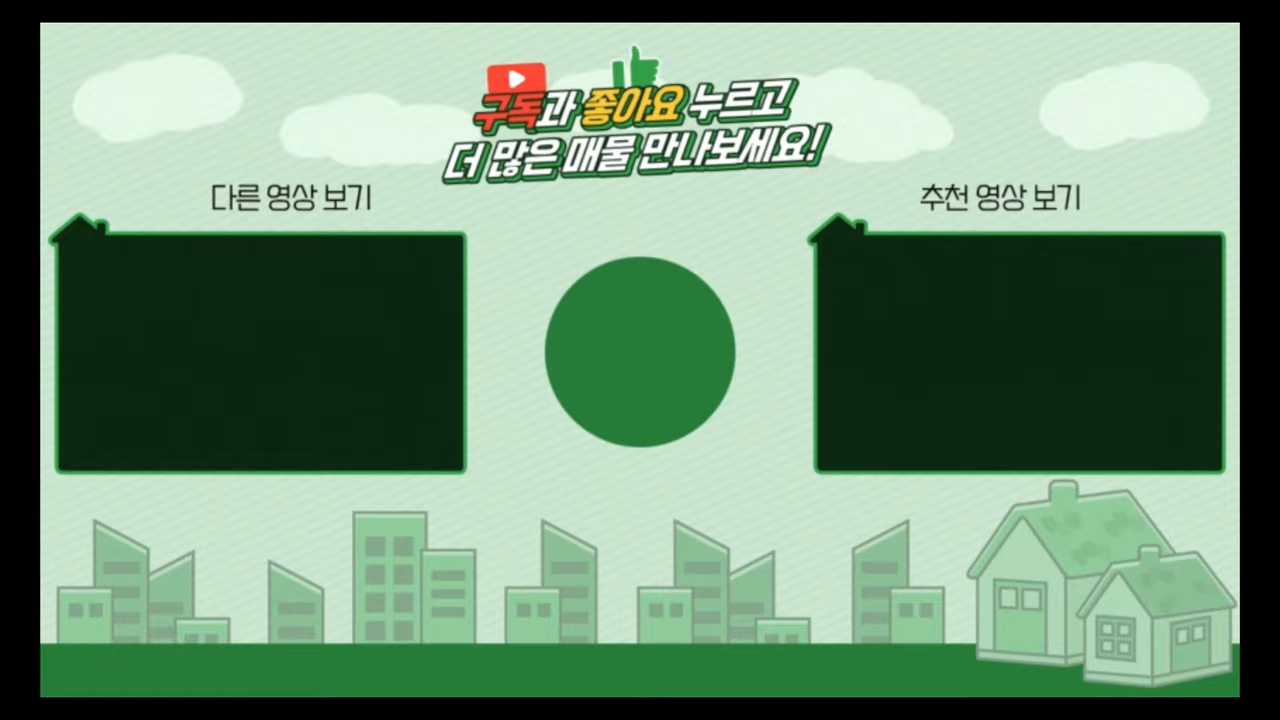 구독과 좋아요 누르고
더 많은 매물 만나보세요!
다른 영상 보기
추천 영상 보기